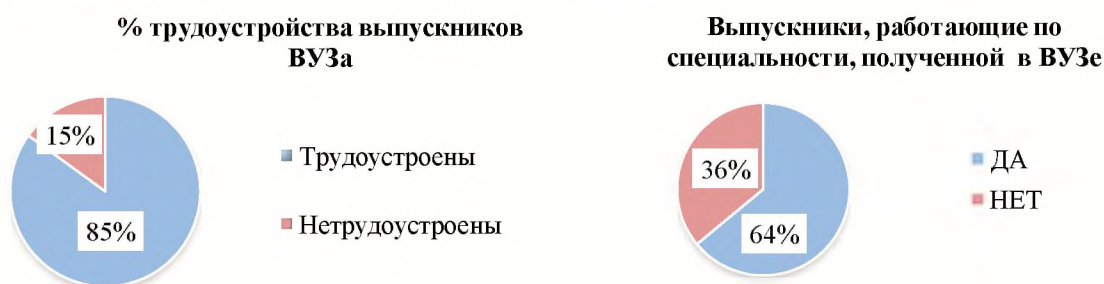 % трудоустройства выпускников
ВУЗа
15%
85%
Трудоустроены
Нетрудоустроены
Выпускники, работающие по
специальности, полученной в ВУЗе
36%
64%
ДА
НЕТ